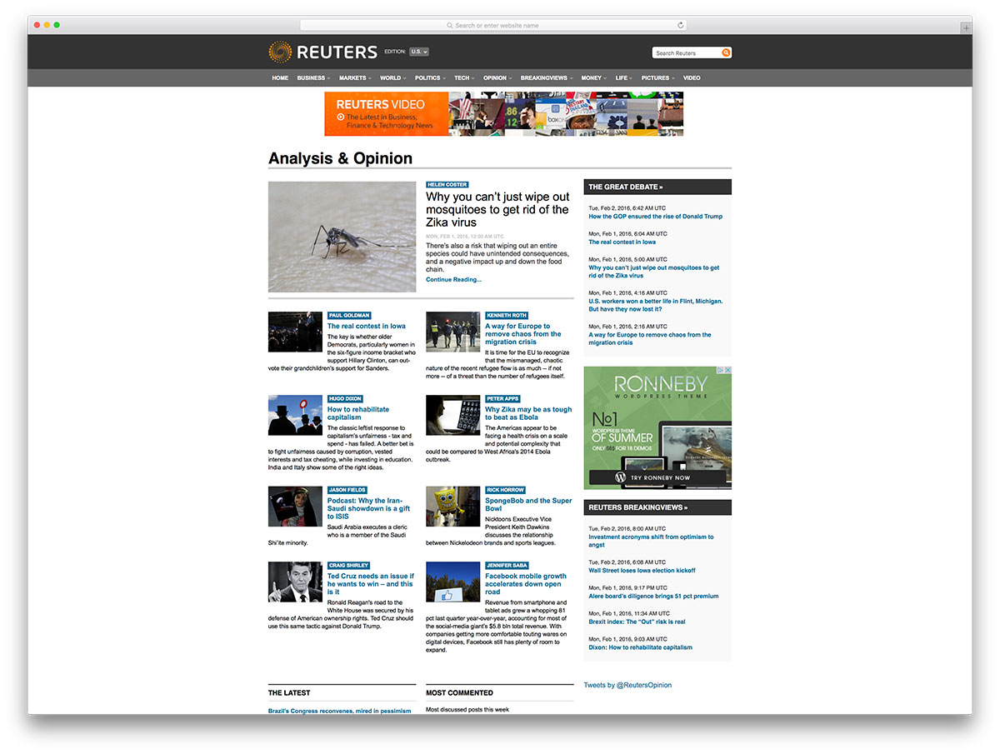 Search or enter website name
REUTERS EDITION: U.S.
Search Reuters
HOME BUSINESS MARKETS WORLD POLITICS TECH OPINION BREAKINGVIEWS MONEY LIFE PICTURES VIDEO
REUTERS VIDEO
The Latest In Business,
Finance & Technology News
Analysis & Opinion
HELEN COSTER
Why you can't just wipe out
mosquitoes to get rid of the
Zika virus
MON, FEB 1, 2016, 12:00 AM UTC
There's also a risk that wiping out an entire
species could have unintended consequences,
and a negative impact up and down the food
chain.
Continue Reading...
PAUL GOLDMAN
The real contest in Iowa
The key is whether older
Democrats, particularly women in
the six-figure income bracket who
support Hillary Clinton, can out-
vote their grandchildren's support for Sanders.
KENNETH ROTH
A way for Europe to
remove chaos from the
migration crisis
It is time for the EU to recognize
that the mismanaged, chaotic
nature of the recent refugee flow is as much -- if not
more -- of a threat than the number of refugees itself.
HUGO DIXON
How to rehabilitate
capitalism
The classic leftist response to
capitalism's unfairness - tax and
spend - has failed. A better bet is
to fight unfairness caused by corruption, vested
interests and tax cheating, while investing in education.
India and Italy show some of the right ideas.
PETER APPS
Why Zika may be as tough
to beat as Ebola
The Americas appear to be
facing a health crisis on a scale
and potential complexity that
could be compared to West Africa's 2014 Ebola
outbreak.
JASON FIELDS
Podcast: Why the Iran-
Saudi showdown is a gift
to ISIS
Saudi Arabia executes a cleric
who is a member of the Saudi
Shi'ite minority.
RICK HORROW
SpongeBob and the Super
Bowl
Nicktoons Executive Vice
President Keith Dawkins
discusses the relationship
between Nickelodeon brands and sports leagues.
CRAIG SHIRLEY
Ted Cruz needs an issue if
he wants to win – and this
is it
Ronald Reagan's road to the
White House was secured by his
defense of American ownership rights. Ted Cruz should
use this same tactic against Donald Trump.
JENNIFER SABA
Facebook mobile growth
accelerates down open
road
Revenue from smartphone and
tablet ads grew a whopping 81
pct last quarter year-over-year, accounting for most of
the social-media giant's $5.8 bln total revenue. With
companies getting more comfortable touting wares on
digital devices, Facebook still has plenty of room to
expand.
THE LATEST
Brazil's Congress reconvenes, mired in pessimism
MOST COMMENTED
Most discussed posts this week
THE GREAT DEBATE »
Tue, Feb 2, 2016, 6:42 AM UTC
How the GOP ensured the rise of Donald Trump
Mon, Feb 1, 2016, 6:04 AM UTC
The real contest in Iowa
Mon, Feb 1, 2016, 5:00 AM UTC
Why you can't just wipe out mosquitoes to get
rid of the Zika virus
Mon, Feb 1, 2016, 4:16 AM UTC
U.S. workers won a better life in Flint, Michigan.
But have they now lost it?
Mon, Feb 1, 2016, 2:16 AM UTC
A way for Europe to remove chaos from the
migration crisis
RONNEBY
WORDPRESS THEME
№1
WORDPRESS THEME
OF SUMMER
ONLY 58$ FOR 18 DEMOS
TRY RONNEBY NOW
REUTERS BREAKINGVIEWS »
Tue, Feb 2, 2016, 8:00 AM UTC
Investment acronyms shift from optimism to
angst
Tue, Feb 2, 2016, 6:08 AM UTC
Wall Street loses Iowa election kickoff
Mon, Feb 1, 2016, 9:17 PM UTC
Alere board's diligence brings 51 pct premium
Mon, Feb 1, 2016, 11:34 AM UTC
Brexit index: The “Out” risk is real
Mon, Feb 1, 2016, 9:03 AM UTC
Dixon: How to rehabilitate capitalism
Tweets by @ReutersOpinion